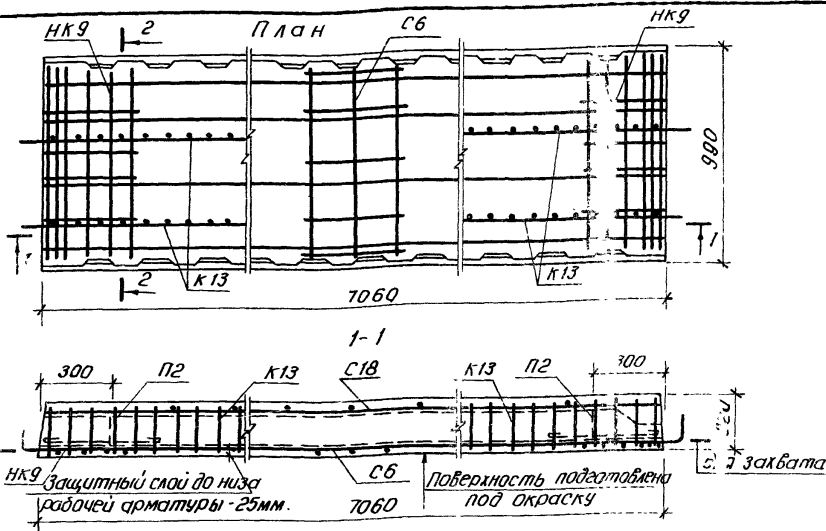 План
2
НК9
С6
НК9
990
1
К13
К13
2
7060
1-1
300
П2
К13
С18
К13
П2
300
НК9
Защитный слой до низа
рабочей арматуры-25мм.
С6
Поверхность подготовлена
под окраску
захвата
7060